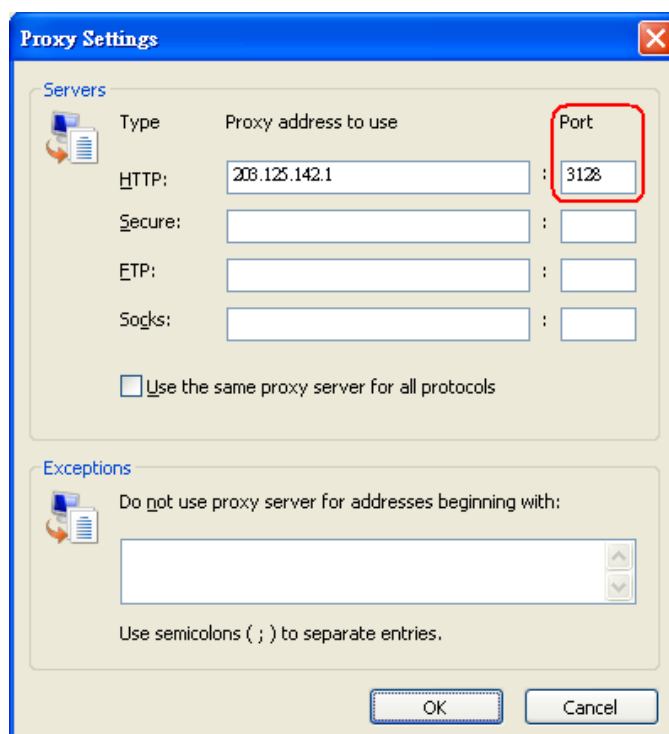 Proxy Settings
Servers
Type Proxy address to use Port
HTTP: 203.125.142.1 : 3128
Secure: :
FTP: :
Socks: :
Use the same proxy server for all protocols
Exceptions
Do not use proxy server for addresses beginning with:
Use semicolons ( ; ) to separate entries.
OK Cancel